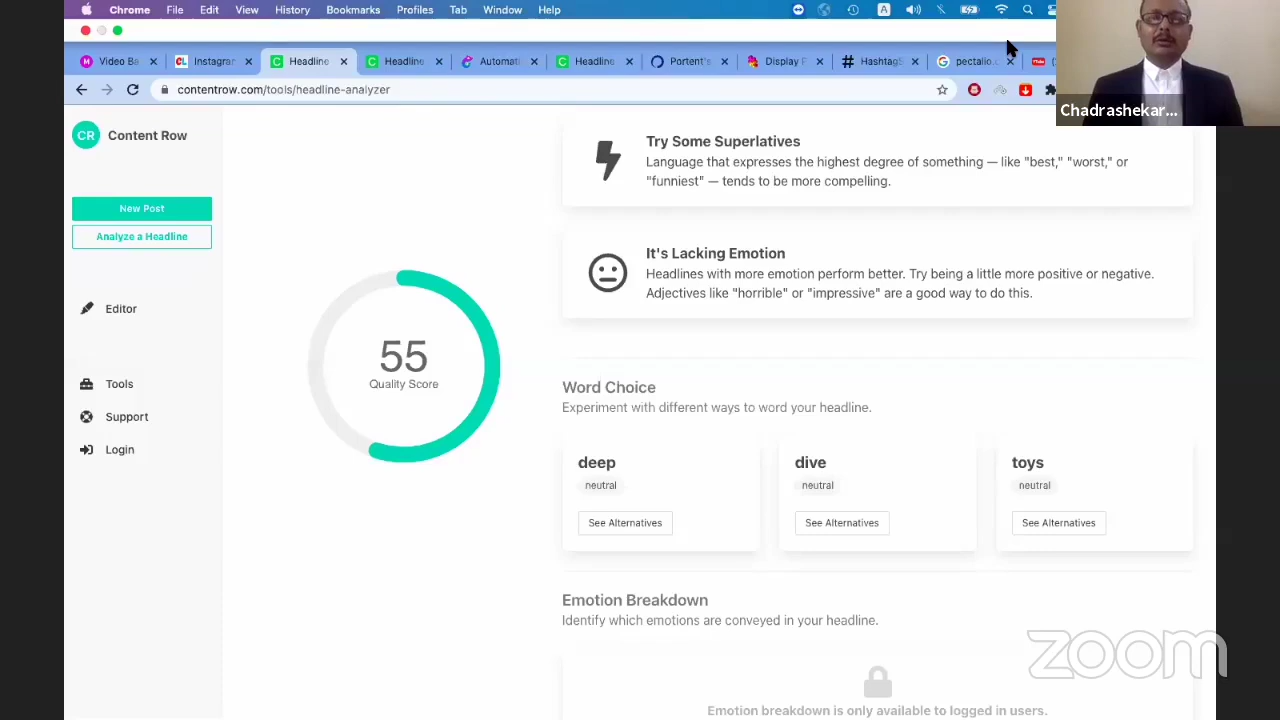 Chrome File Edit View History Bookmarks Profiles Tab Window Help
Video Ba Instagran Headline Headline Automati Headline Portent's Display F HashtagS pectalio.c
contentrow.com/tools/headline-analyzer
Chadrashekar...
CR Content Row
New Post
Analyze a Headline
Editor
Tools
Support
Login
55
Quality Score
Try Some Superlatives
Language that expresses the highest degree of something — like "best," "worst," or
"funniest" — tends to be more compelling.
It's Lacking Emotion
Headlines with more emotion perform better. Try being a little more positive or negative.
Adjectives like "horrible" or "impressive" are a good way to do this.
Word Choice
Experiment with different ways to word your headline.
deep dive toys
neutral neutral neutral
See Alternatives See Alternatives See Alternatives
Emotion Breakdown
Identify which emotions are conveyed in your headline.
Emotion breakdown is only available to logged in users.
zoom